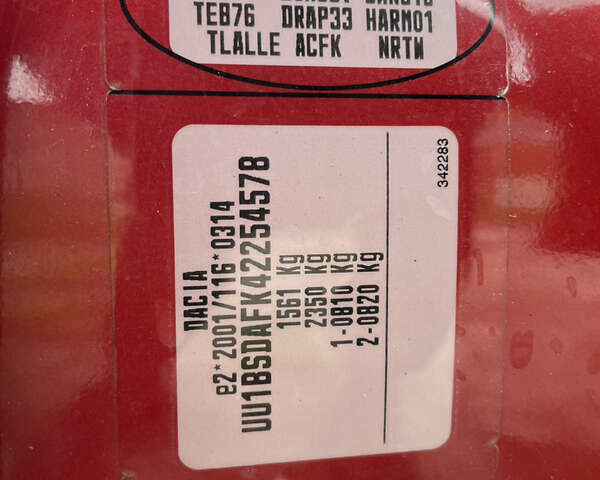 TEB76 DRAP33 HARM01
TLALLE ACFK NRTW
DACIA
e2*2001/116*0314
UU1BSDAFK42254578
1561 Kg
2350 Kg
1-0810 Kg
2-0820 Kg
342283